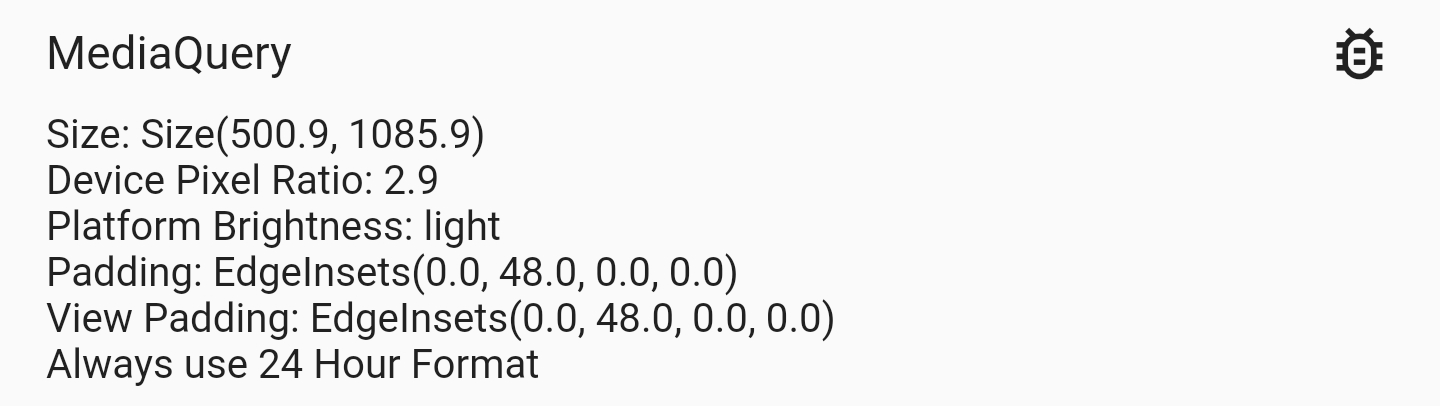 MediaQuery
Size: Size(500.9, 1085.9)
Device Pixel Ratio: 2.9
Platform Brightness: light
Padding: EdgeInsets(0.0, 48.0, 0.0, 0.0)
View Padding: EdgeInsets(0.0, 48.0, 0.0, 0.0)
Always use 24 Hour Format